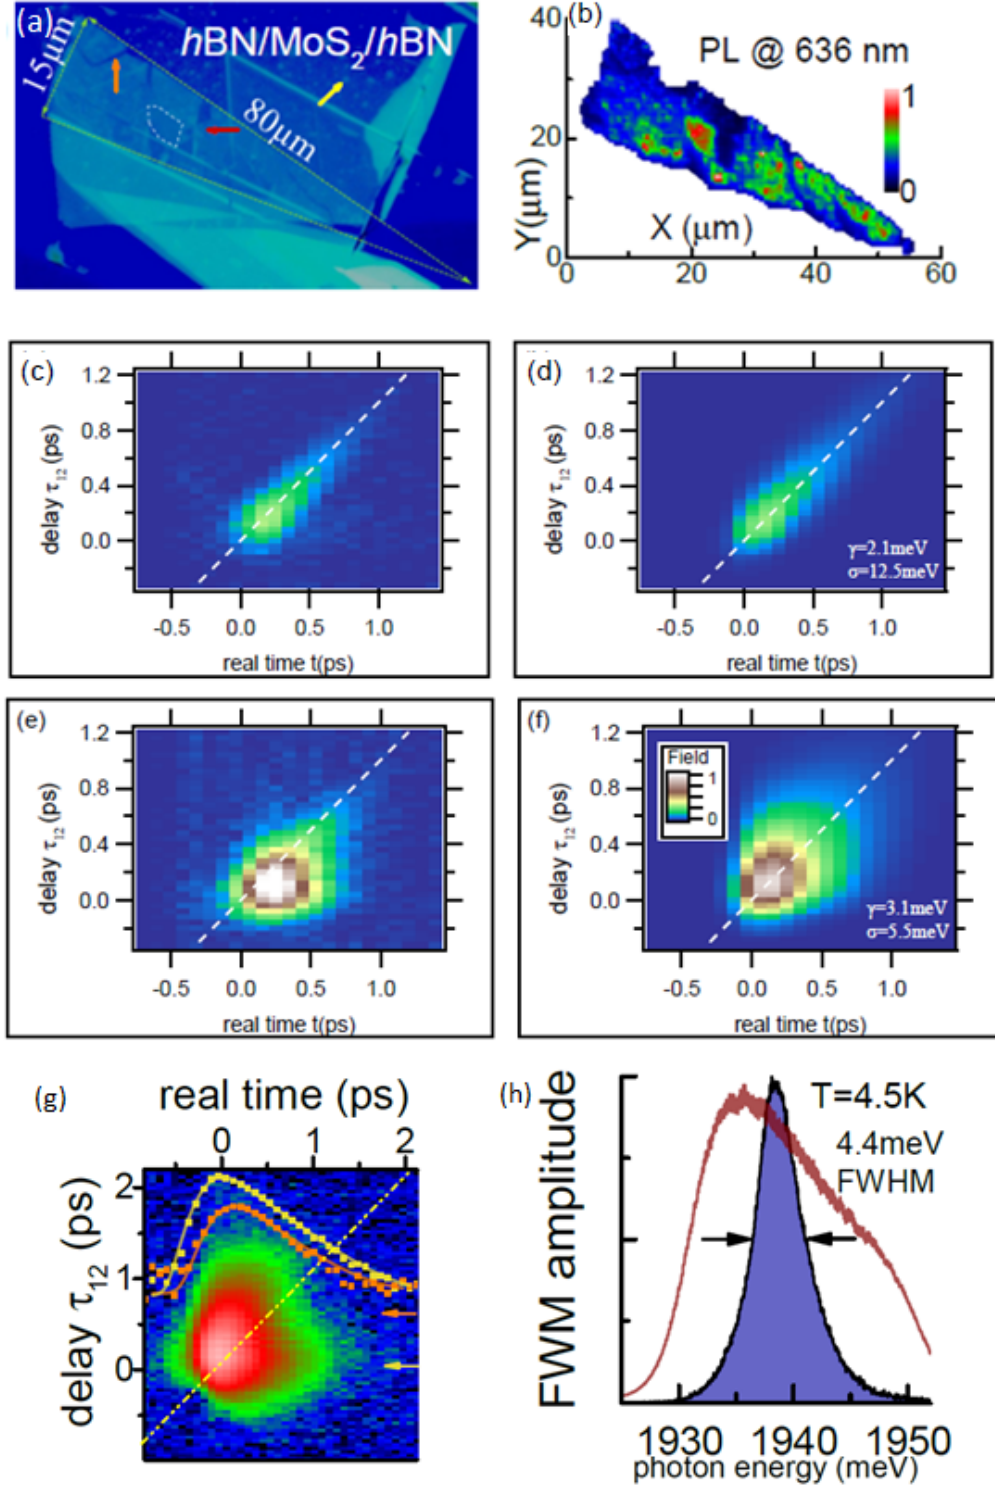 (a)
hBN/MoS2/hBN
15μm
80μm
(b)
PL @ 636 nm
1
0
40
20
0
Y(μm)
X (μm)
0 20 40 60
(c)
1.2
0.8
0.4
0.0
delay τ12 (ps)
-0.5 0.0 0.5 1.0
real time t(ps)
(d)
1.2
0.8
0.4
0.0
delay τ12 (ps)
γ=2.1meV
σ=12.5meV
-0.5 0.0 0.5 1.0
real time t(ps)
(e)
1.2
0.8
0.4
0.0
delay τ12 (ps)
-0.5 0.0 0.5 1.0
real time t(ps)
(f)
Field
1
0
1.2
0.8
0.4
0.0
delay τ12 (ps)
γ=3.1meV
σ=5.5meV
-0.5 0.0 0.5 1.0
real time t(ps)
(g)
real time (ps)
0 1 2
2
1
0
delay τ12 (ps)
(h)
T=4.5K
4.4meV
FWHM
FWM amplitude
1930 1940 1950
photon energy (meV)